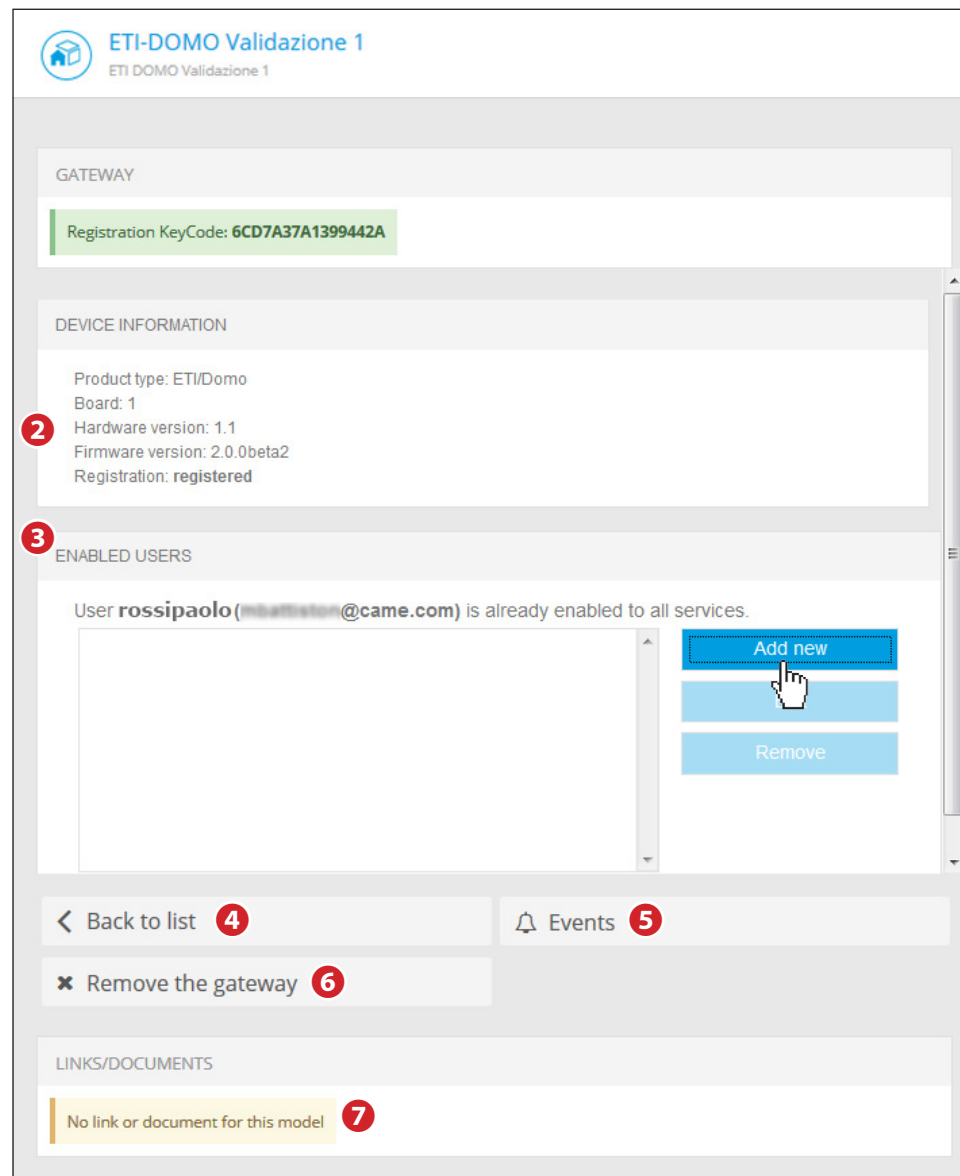 ETI-DOMO Validazione 1
ETI DOMO Validazione 1
GATEWAY
Registration KeyCode: 6CD7A37A1399442A
DEVICE INFORMATION
Product type: ETI/Domo
Board: 1
2
Hardware version: 1.1
Firmware version: 2.0.0beta2
Registration: registered
3
ENABLED USERS
User rossipaolo( @came.com) is already enabled to all services.
Add new
Remove
Back to list 4
Events 5
Remove the gateway 6
LINKS/DOCUMENTS
No link or document for this model 7